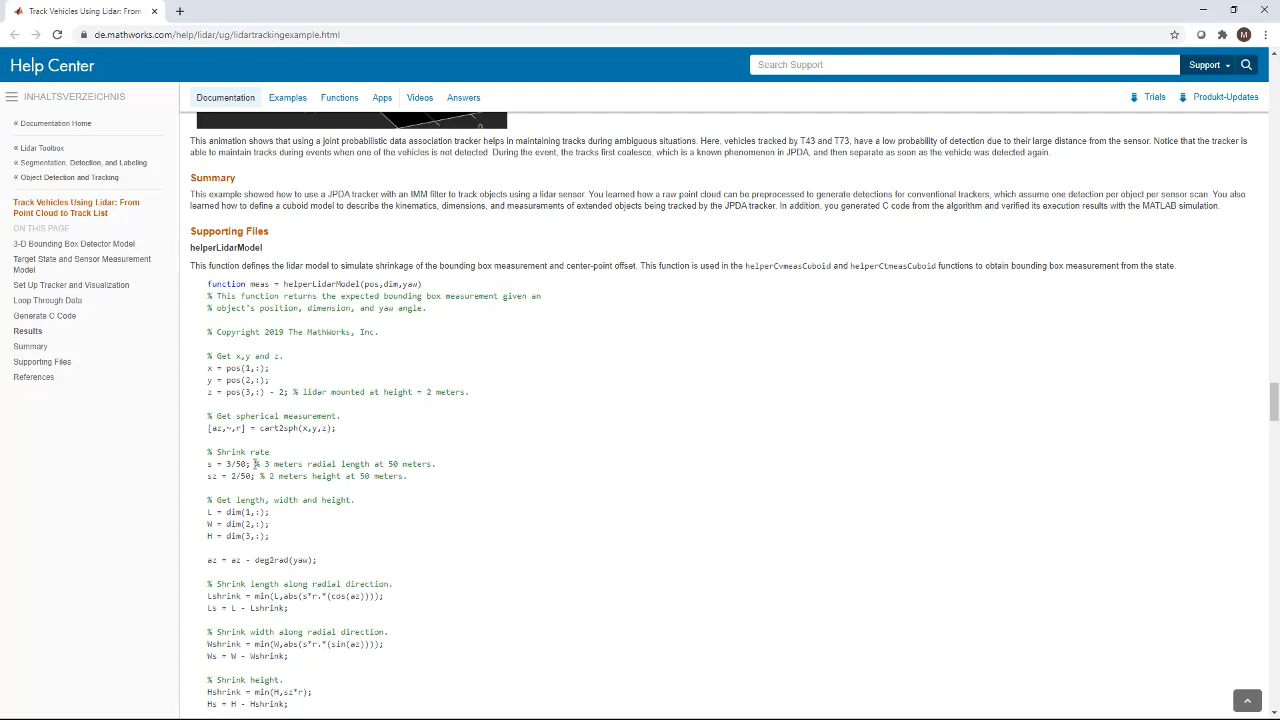 Track Vehicles Using Lidar: From
de.mathworks.com/help/lidar/ug/lidartrackingexample.html
M
Help Center
Search Support
Support
INHALTSVERZEICHNIS
Documentation
Examples
Functions
Apps
Videos
Answers
Trials
Produkt-Updates
« Documentation Home
« Lidar Toolbox
« Segmentation, Detection, and Labeling
« Object Detection and Tracking
Track Vehicles Using Lidar: From
Point Cloud to Track List
ON THIS PAGE
3-D Bounding Box Detector Model
Target State and Sensor Measurement
Model
Set Up Tracker and Visualization
Loop Through Data
Generate C Code
Results
Summary
Supporting Files
References
This animation shows that using a joint probabilistic data association tracker helps in maintaining tracks during ambiguous situations. Here, vehicles tracked by T43 and T73, have a low probability of detection due to their large distance from the sensor. Notice that the tracker is
able to maintain tracks during events when one of the vehicles is not detected. During the event, the tracks first coalesce, which is a known phenomenon in JPDA, and then separate as soon as the vehicle was detected again.
Summary
This example showed how to use a JPDA tracker with an IMM filter to track objects using a lidar sensor. You learned how a raw point cloud can be preprocessed to generate detections for conventional trackers, which assume one detection per object per sensor scan. You also
learned how to define a cuboid model to describe the kinematics, dimensions, and measurements of extended objects being tracked by the JPDA tracker. In addition, you generated C code from the algorithm and verified its execution results with the MATLAB simulation.
Supporting Files
helperLidarModel
This function defines the lidar model to simulate shrinkage of the bounding box measurement and center-point offset. This function is used in the helperCvmeasCuboid and helperCtmeasCuboid functions to obtain bounding box measurement from the state.
function meas = helperLidarModel(pos,dim,yaw)
% This function returns the expected bounding box measurement given an
% object's position, dimension, and yaw angle.
% Copyright 2019 The MathWorks, Inc.
% Get x,y and z.
x = pos(1,:);
y = pos(2,:);
z = pos(3,:) - 2; % lidar mounted at height = 2 meters.
% Get spherical measurement.
[az,~,r] = cart2sph(x,y,z);
% Shrink rate
s = 3/50; % 3 meters radial length at 50 meters.
sz = 2/50; % 2 meters height at 50 meters.
% Get length, width and height.
L = dim(1,:);
W = dim(2,:);
H = dim(3,:);
az = az - deg2rad(yaw);
% Shrink length along radial direction.
Lshrink = min(L,abs(s*r.*(cos(az))));
Ls = L - Lshrink;
% Shrink width along radial direction.
Wshrink = min(W,abs(s*r.*(sin(az))));
Ws = W - Wshrink;
% Shrink height.
Hshrink = min(H,sz*r);
Hs = H - Hshrink;